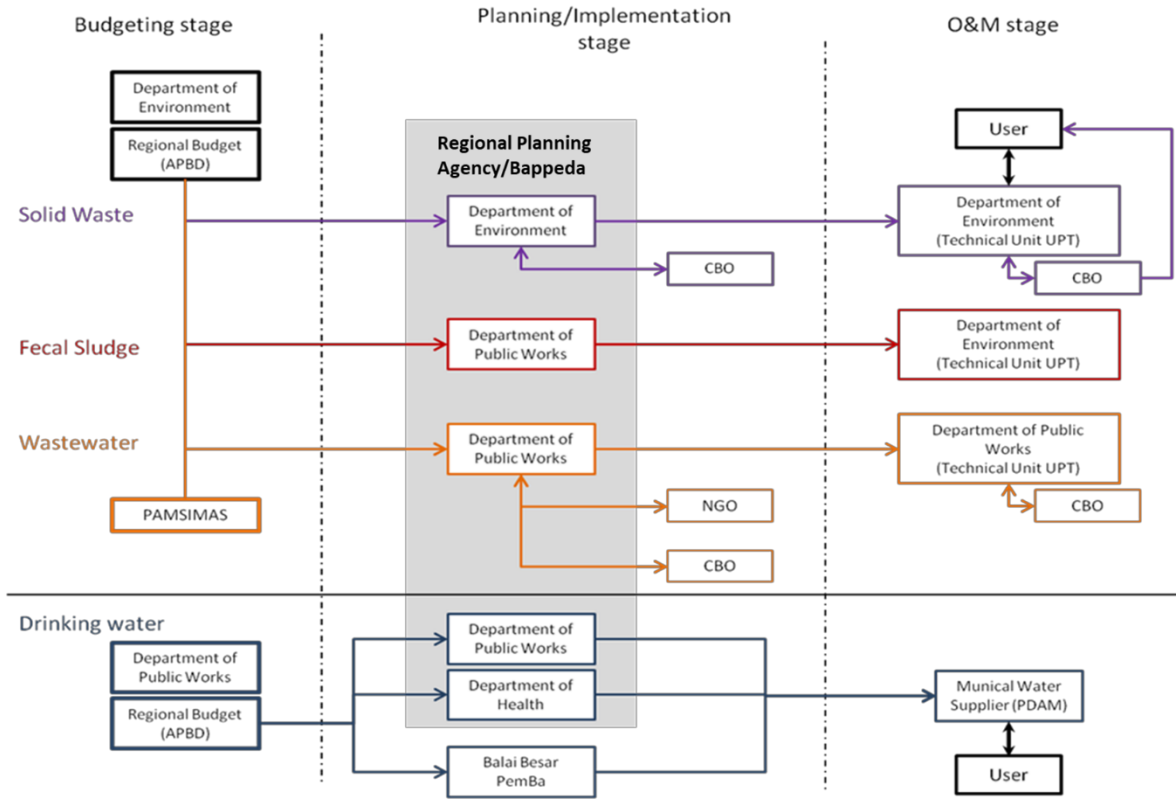 Budgeting stage
Planning/Implementation
stage
O&M stage
Department of
Environment
Regional Budget
(APBD)
Regional Planning
Agency/Bappeda
User
Solid Waste
Department of
Environment
CBO
Department of
Environment
(Technical Unit UPT)
CBO
Fecal Sludge
Department of
Public Works
Department of
Environment
(Technical Unit UPT)
Wastewater
Department of
Public Works
Department of Public
Works
(Technical Unit UPT)
PAMSIMAS
NGO
CBO
CBO
Drinking water
Department of
Public Works
Regional Budget
(APBD)
Department of
Public Works
Department of
Health
Balai Besar
PemBa
Munical Water
Supplier (PDAM)
User